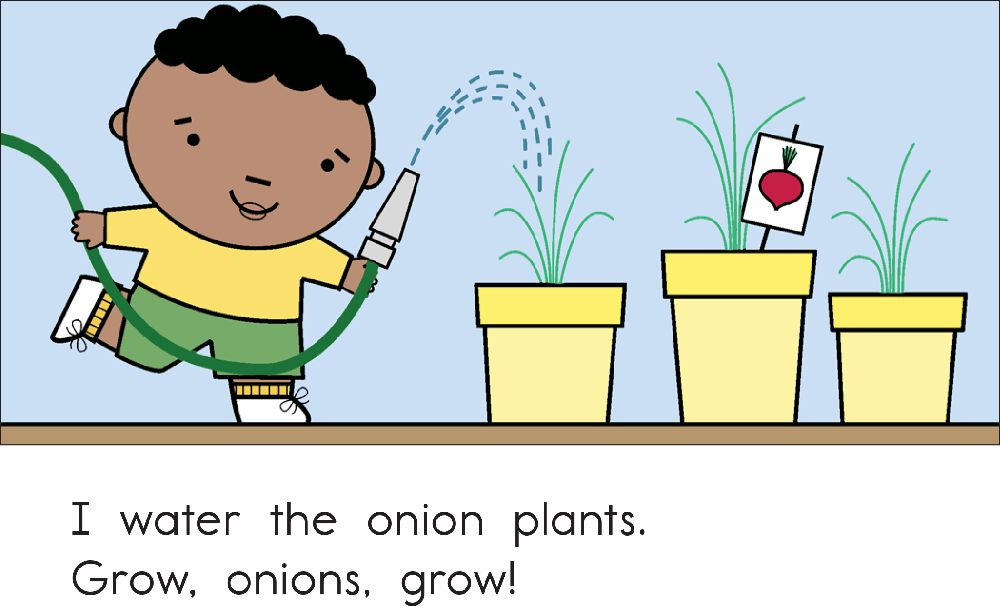 I water the onion plants.
Grow, onions, grow!